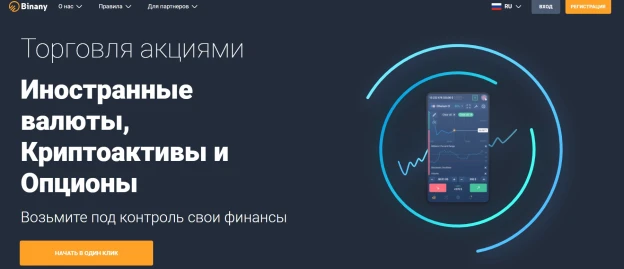 Binany О нас Правила Для партнеров RU ВХОД РЕГИСТРАЦИЯ
Торговля акциями
Иностранные
валюты,
Криптоактивы и
Опционы
Возьмите под контроль свои финансы
НАЧАТЬ В ОДИН КЛИК